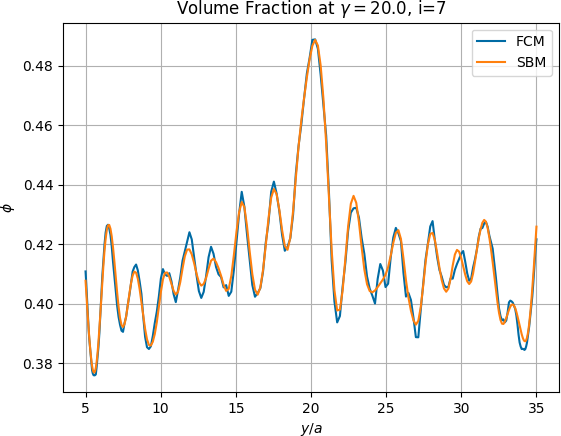 Volume Fraction at γ = 20.0, i=7
FCM
SBM
0.48
0.46
0.44
0.42
0.40
0.38
ϕ
5 10 15 20 25 30 35
y/a